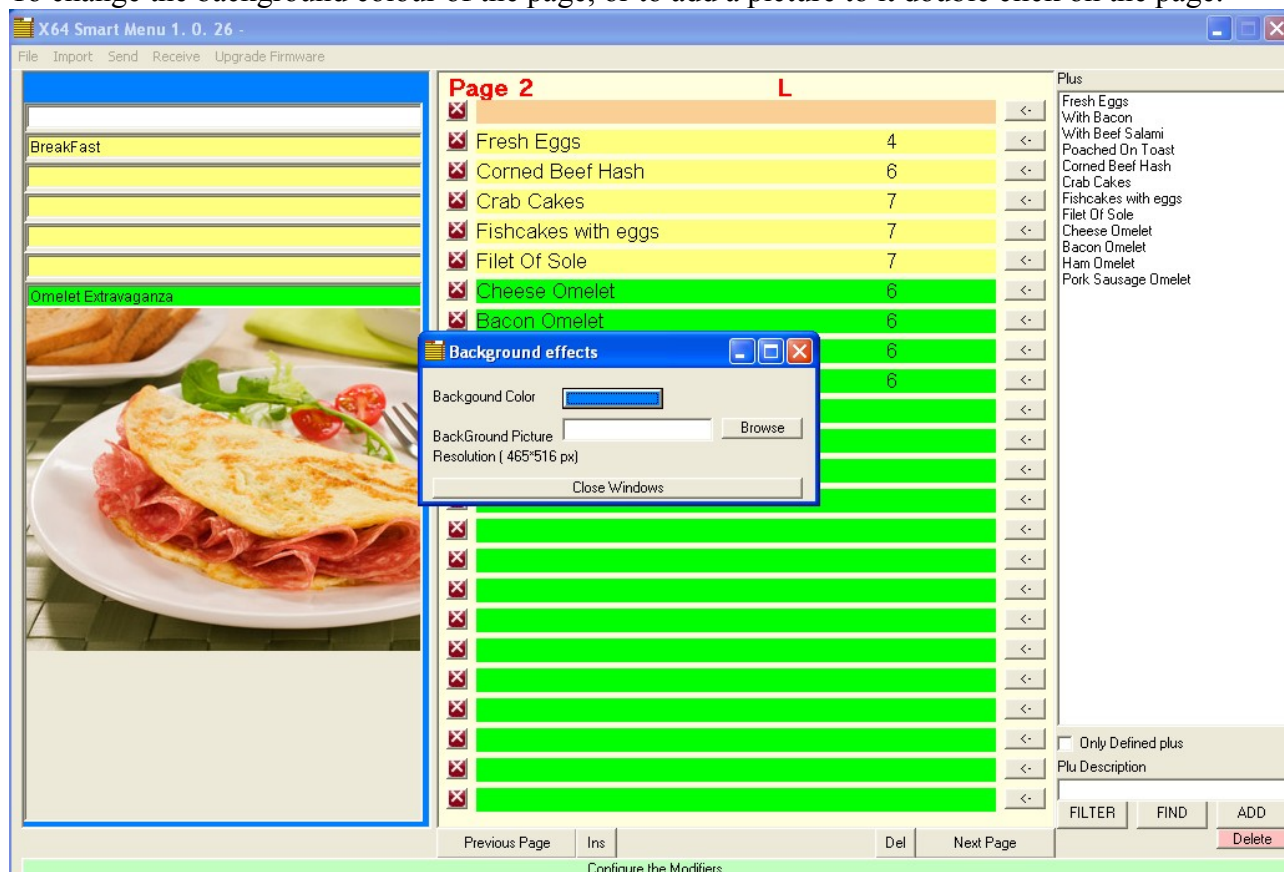 To change the background colour of the page, or to add a picture to it double click on the page.
X64 Smart Menu 1. 0. 26 -
File Import Send Receive Upgrade Firmware
BreakFast
Omelet Extravaganza
Page 2 L
<-
Fresh Eggs 4 <-
Corned Beef Hash 6 <-
Crab Cakes 7 <-
Fishcakes with eggs 7 <-
Filet Of Sole 7 <-
Cheese Omelet 6 <-
Bacon Omelet 6 <-
6 <-
6 <-
<-
<-
<-
<-
<-
<-
<-
<-
<-
<-
<-
<-
<-
<-
Background effects
Backgound Color
BackGround Picture Browse
Resolution ( 465*516 px)
Close Windows
Previous Page Ins Del Next Page
Plus
Fresh Eggs
With Bacon
With Beef Salami
Poached On Toast
Corned Beef Hash
Crab Cakes
Fishcakes with eggs
Filet Of Sole
Cheese Omelet
Bacon Omelet
Ham Omelet
Pork Sausage Omelet
Only Defined plus
Plu Description
FILTER FIND ADD
Delete
Configure the Modifiers